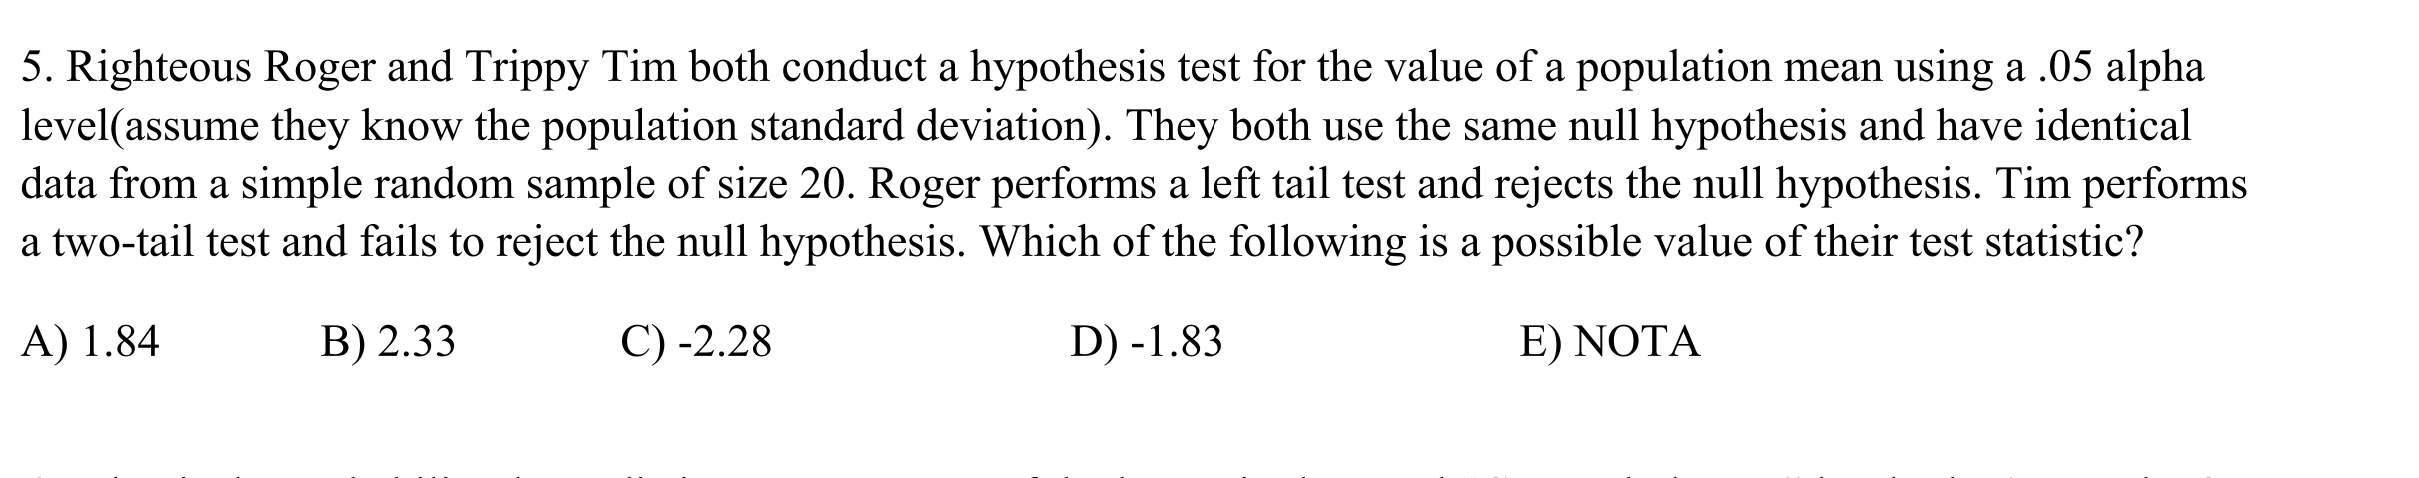 5. Righteous Roger and Trippy Tim both conduct a hypothesis test for the value of a population mean using a .05 alpha
level(assume they know the population standard deviation). They both use the same null hypothesis and have identical
data from a simple random sample of size 20. Roger performs a left tail test and rejects the null hypothesis. Tim performs
a two-tail test and fails to reject the null hypothesis. Which of the following is a possible value of their test statistic?
A) 1.84 B) 2.33 C) -2.28 D) -1.83 E) NOTA